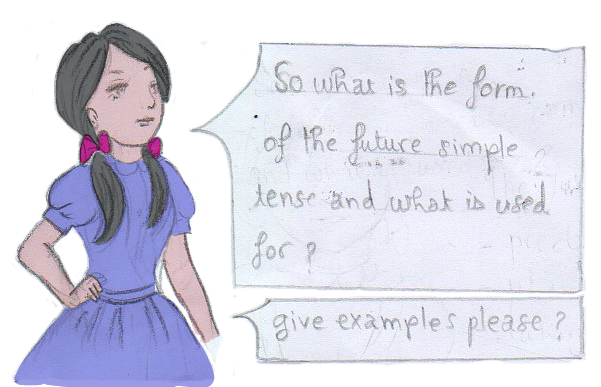 So what is the form.
of the future simple
tense and what is used
for ?
give examples please ?